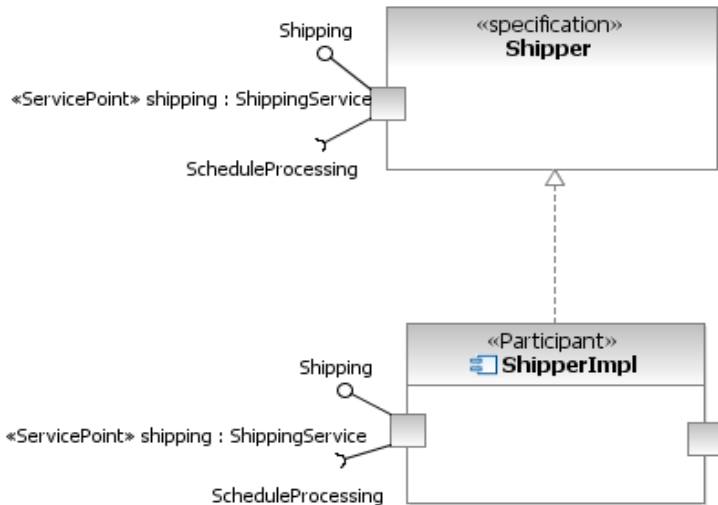 «specification»
Shipper
Shipping
«ServicePoint» shipping : ShippingService
ScheduleProcessing
«Participant»
ShipperImpl
Shipping
«ServicePoint» shipping : ShippingService
ScheduleProcessing